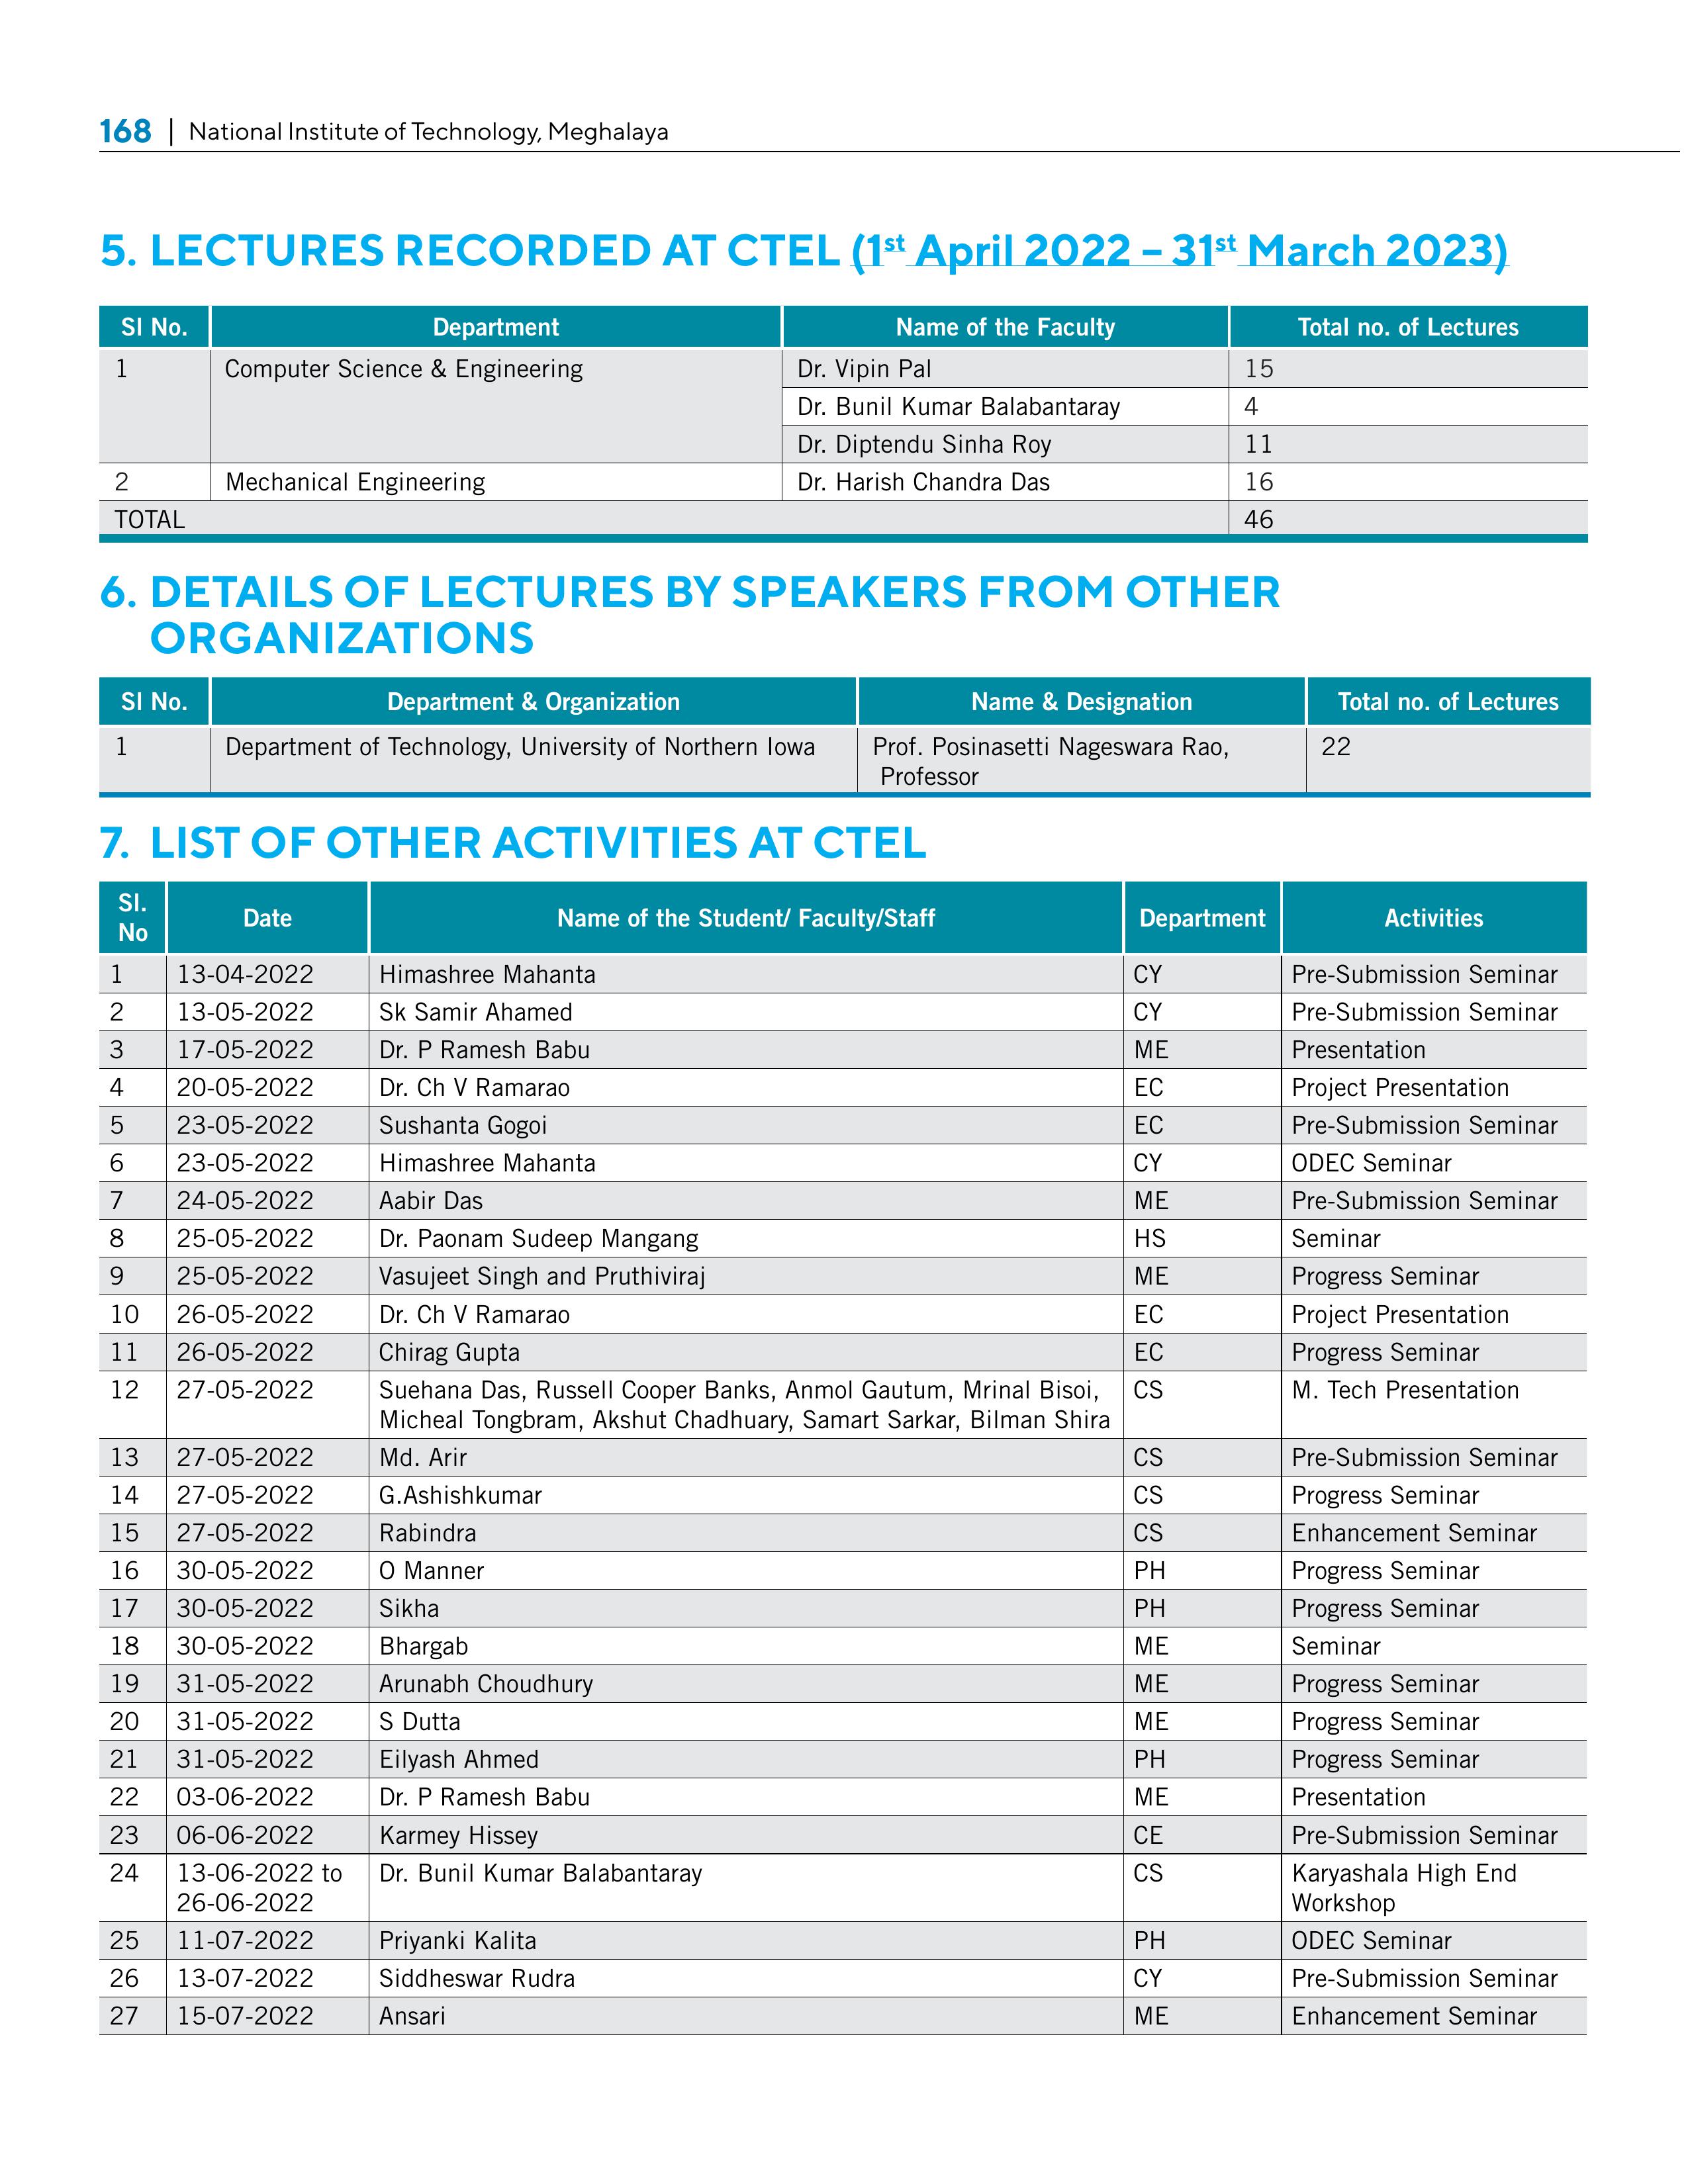 168 | National Institute of Technology, Meghalaya
5. LECTURES RECORDED AT CTEL (1st April 2022 – 31st March 2023)
SI No. Department Name of the Faculty Total no. of Lectures
1 Computer Science & Engineering Dr. Vipin Pal 15
Dr. Bunil Kumar Balabantaray 4
Dr. Diptendu Sinha Roy 11
2 Mechanical Engineering Dr. Harish Chandra Das 16
TOTAL 46
6. DETAILS OF LECTURES BY SPEAKERS FROM OTHER
ORGANIZATIONS
SI No. Department & Organization Name & Designation Total no. of Lectures
1 Department of Technology, University of Northern Iowa Prof. Posinasetti Nageswara Rao, 22
Professor
7. LIST OF OTHER ACTIVITIES AT CTEL
SI.
No Date Name of the Student/ Faculty/Staff Department Activities
1 13-04-2022 Himashree Mahanta CY Pre-Submission Seminar
2 13-05-2022 Sk Samir Ahamed CY Pre-Submission Seminar
3 17-05-2022 Dr. P Ramesh Babu ME Presentation
4 20-05-2022 Dr. Ch V Ramarao EC Project Presentation
5 23-05-2022 Sushanta Gogoi EC Pre-Submission Seminar
6 23-05-2022 Himashree Mahanta CY ODEC Seminar
7 24-05-2022 Aabir Das ME Pre-Submission Seminar
8 25-05-2022 Dr. Paonam Sudeep Mangang HS Seminar
9 25-05-2022 Vasujeet Singh and Pruthiviraj ME Progress Seminar
10 26-05-2022 Dr. Ch V Ramarao EC Project Presentation
11 26-05-2022 Chirag Gupta EC Progress Seminar
12 27-05-2022 Suehana Das, Russell Cooper Banks, Anmol Gautum, Mrinal Bisoi, CS M. Tech Presentation
Micheal Tongbram, Akshut Chadhuary, Samart Sarkar, Bilman Shira
13 27-05-2022 Md. Arir CS Pre-Submission Seminar
14 27-05-2022 G.Ashishkumar CS Progress Seminar
15 27-05-2022 Rabindra CS Enhancement Seminar
16 30-05-2022 O Manner PH Progress Seminar
17 30-05-2022 Sikha PH Progress Seminar
18 30-05-2022 Bhargab ME Seminar
19 31-05-2022 Arunabh Choudhury ME Progress Seminar
20 31-05-2022 S Dutta ME Progress Seminar
21 31-05-2022 Eilyash Ahmed PH Progress Seminar
22 03-06-2022 Dr. P Ramesh Babu ME Presentation
23 06-06-2022 Karmey Hissey CE Pre-Submission Seminar
24 13-06-2022 to Dr. Bunil Kumar Balabantaray CS Karyashala High End
26-06-2022 Workshop
25 11-07-2022 Priyanki Kalita PH ODEC Seminar
26 13-07-2022 Siddheswar Rudra CY Pre-Submission Seminar
27 15-07-2022 Ansari ME Enhancement Seminar